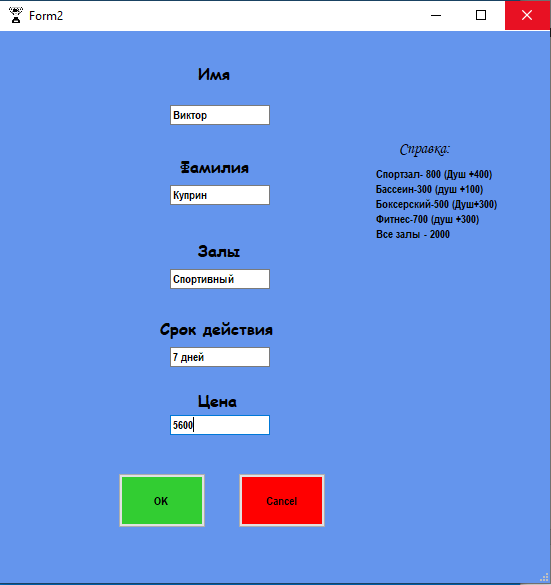 Form2
Имя
Виктор
Фамилия
Куприн
Залы
Спортивный
Срок действия
7 дней
Цена
5600
OK
Cancel
Справка:
Спортзал- 800 (Душ +400)
Бассеин-300 (душ +100)
Боксерский-500 (Душ+300)
Фитнес-700 (душ +300)
Все залы - 2000